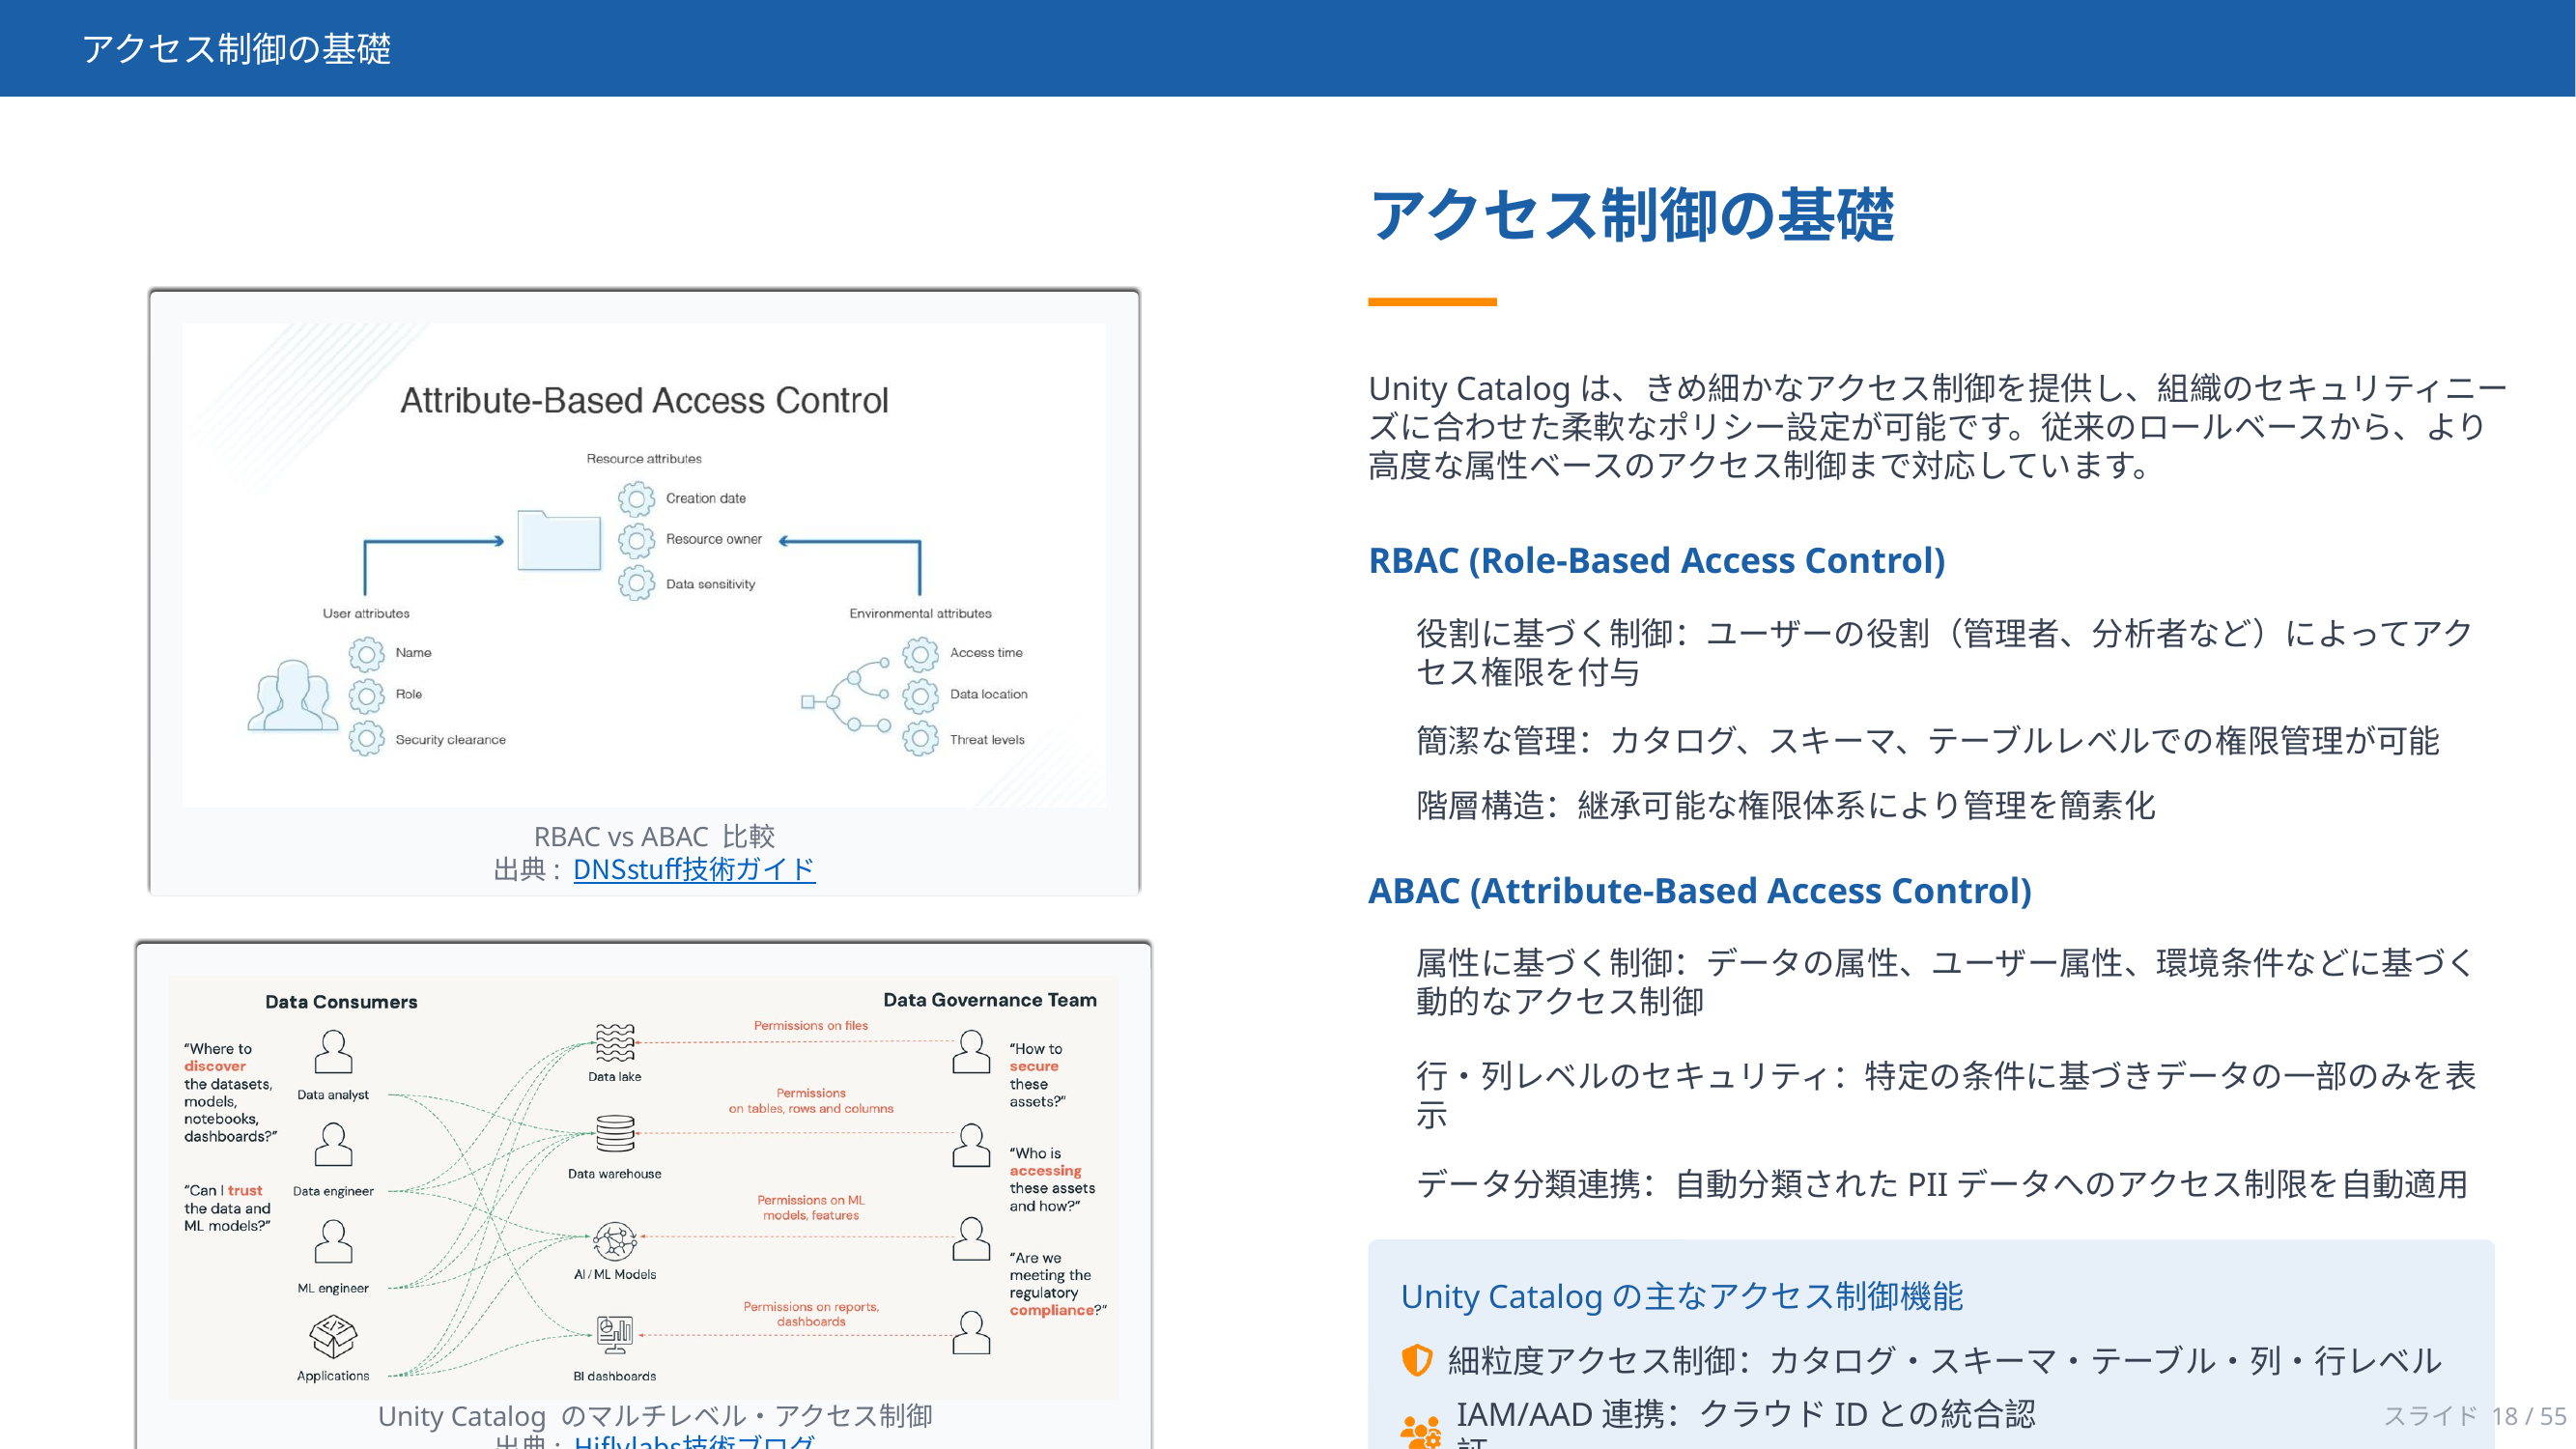 アクセス制御の基礎
Attribute-Based Access Control
Resource attributes
Creation date
Resource owner
Data sensitivity
User attributes
Name
Role
Security clearance
Environmental attributes
Access time
Data location
Threat levels
RBAC vs ABAC 比較
出典: DNSstuff技術ガイド
Data Consumers
Data Governance Team
“Where to
discover
the datasets,
models,
notebooks,
dashboards?”
“Can I trust
the data and
ML models?”
Data analyst
Data engineer
ML engineer
Applications
Data lake
Data warehouse
AI / ML Models
BI dashboards
Permissions on files
Permissions
on tables, rows and columns
Permissions on ML
models, features
Permissions on reports,
dashboards
“How to
secure
these
assets?”
“Who is
accessing
these assets
and how?”
“Are we
meeting the
regulatory
compliance?”
Unity Catalog のマルチレベル・アクセス制御
出典: Hiflylabs技術ブログ
アクセス制御の基礎
Unity Catalog は、きめ細かなアクセス制御を提供し、組織のセキュリティニー
ズに合わせた柔軟なポリシー設定が可能です。従来のロールベースから、より
高度な属性ベースのアクセス制御まで対応しています。
RBAC (Role-Based Access Control)
役割に基づく制御：ユーザーの役割（管理者、分析者など）によってアク
セス権限を付与
簡潔な管理：カタログ、スキーマ、テーブルレベルでの権限管理が可能
階層構造：継承可能な権限体系により管理を簡素化
ABAC (Attribute-Based Access Control)
属性に基づく制御：データの属性、ユーザー属性、環境条件などに基づく
動的なアクセス制御
行・列レベルのセキュリティ：特定の条件に基づきデータの一部のみを表
示
データ分類連携：自動分類された PII データへのアクセス制限を自動適用
Unity Catalog の主なアクセス制御機能
細粒度アクセス制御：カタログ・スキーマ・テーブル・列・行レベル
IAM/AAD 連携：クラウド ID との統合認
証
スライド 18 / 55